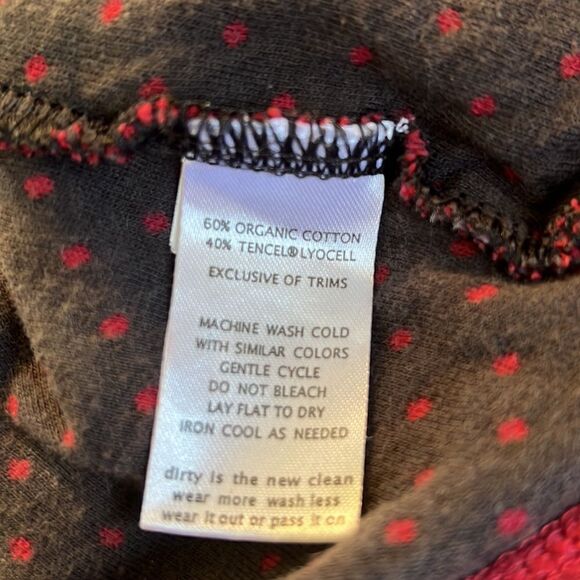 60% ORGANIC COTTON
40% TENCEL® LYOCELL
EXCLUSIVE OF TRIMS
MACHINE WASH COLD
WITH SIMILAR COLORS
GENTLE CYCLE
DO NOT BLEACH
LAY FLAT TO DRY
IRON COOL AS NEEDED
dirty is the new clean
wear more wash less
wear it out or pass it on